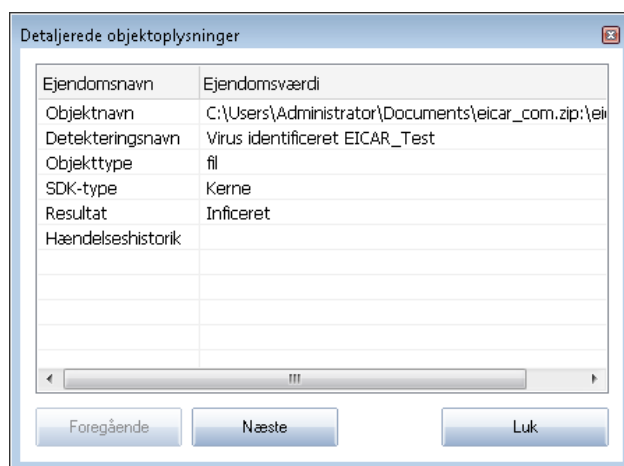 Detaljerede objektoplysninger
Ejendomsnavn Ejendomsværdi
Objektnavn C:\Users\Administrator\Documents\eicar_com.zip:\ei
Detekteringsnavn Virus identificeret EICAR_Test
Objekttype fil
SDK-type Kerne
Resultat Inficeret
Hændelseshistorik
Foregående Næste Luk